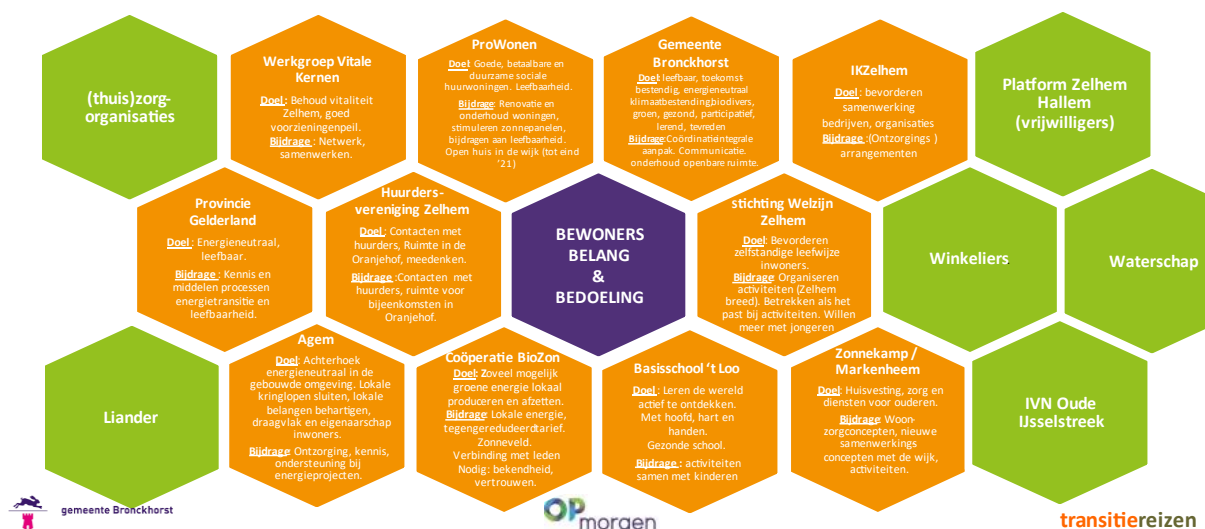 (thuis)zorg-
organisaties
Werkgroep Vitale
Kernen
Doel: Behoud vitaliteit
Zelhem, goed
voorzieningenpeil.
Bijdrage: Netwerk,
samenwerken.
ProWonen
Doel: Goede, betaalbare en
duurzame sociale
huurwoningen. Leefbaarheid.
Bijdrage: Renovatie en
onderhoud woningen,
stimuleren zonnepanelen,
bijdragen aan leefbaarheid.
Open huis in de wijk (tot eind
'21)
Gemeente
Bronckhorst
Doel: leefbaar, toekomst-
bestendig, energieneutraal
klimaatbestendig,biodivers,
groen, gezond, participatief,
lerend, tevreden
Bijdrage:Coördinatieintegrale
aanpak. Communicatie.
onderhoud openbare ruimte.
IKZelhem
Doel: bevorderen
samenwerking
bedrijven, organisaties
Bijdrage:(Ontzorgings )
arrangementen
Platform Zelhem
Hallem
(vrijwilligers)
Provincie
Gelderland
Doel: Energieneutraal,
leefbaar.
Bijdrage: Kennis en
middelen processen
energietransitie en
leefbaarheid.
Huurders-
vereniging Zelhem
Doel: Contacten met
huurders, Ruimte in de
Oranjehof, meedenken.
Bijdrage:Contacten met
huurders, ruimte voor
bijeenkomsten in
Oranjehof.
BEWONERS
BELANG
&
BEDOELING
stichting Welzijn
Zelhem
Doel: Bevorderen
zelfstandige leefwijze
inwoners.
Bijdrage: Organiseren
activiteiten (Zelhem
breed). Betrekken als het
past bij activiteiten. Willen
meer met jongeren
Winkeliers.
Waterschap
Liander
Agem
Doel: Achterhoek
energieneutraal in de
gebouwde omgeving. Lokale
kringlopen sluiten, lokale
belangen behartigen,
draagvlak en eigenaarschap
inwoners.
Bijdrage: Ontzorging, kennis,
ondersteuning bij
energieprojecten.
Coöperatie BioZon
Doel: Zoveel mogelijk
groene energie lokaal
produceren en afzetten.
Bijdrage: Lokale energie,
tegengereduceerdtarief.
Zonneveld.
Verbinding met leden
Nodig: bekendheid,
vertrouwen.
Basisschool 't Loo
Doel: Leren de wereld
actief te ontdekken.
Met hoofd, hart en
handen.
Gezonde school.
Bijdrage: activiteiten
samen met kinderen
Zonnekamp /
Markenheem
Doel: Huisvesting, zorg en
diensten voor ouderen.
Bijdrage: Woon-
zorgconcepten, nieuwe
samenwerkings
concepten met de wijk,
activiteiten.
IVN Oude
IJsselstreek
gemeente Bronckhorst
OPmorgen
transitiereizen